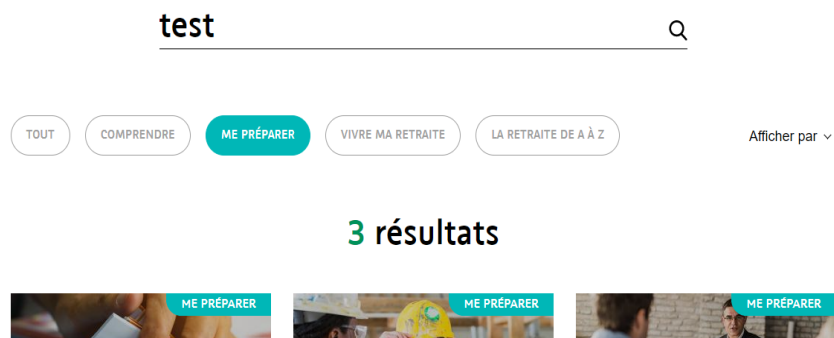 test
TOUT COMPRENDRE ME PRÉPARER VIVRE MA RETRAITE LA RETRAITE DE A À Z Afficher par
3 résultats
ME PRÉPARER ME PRÉPARER ME PRÉPARER